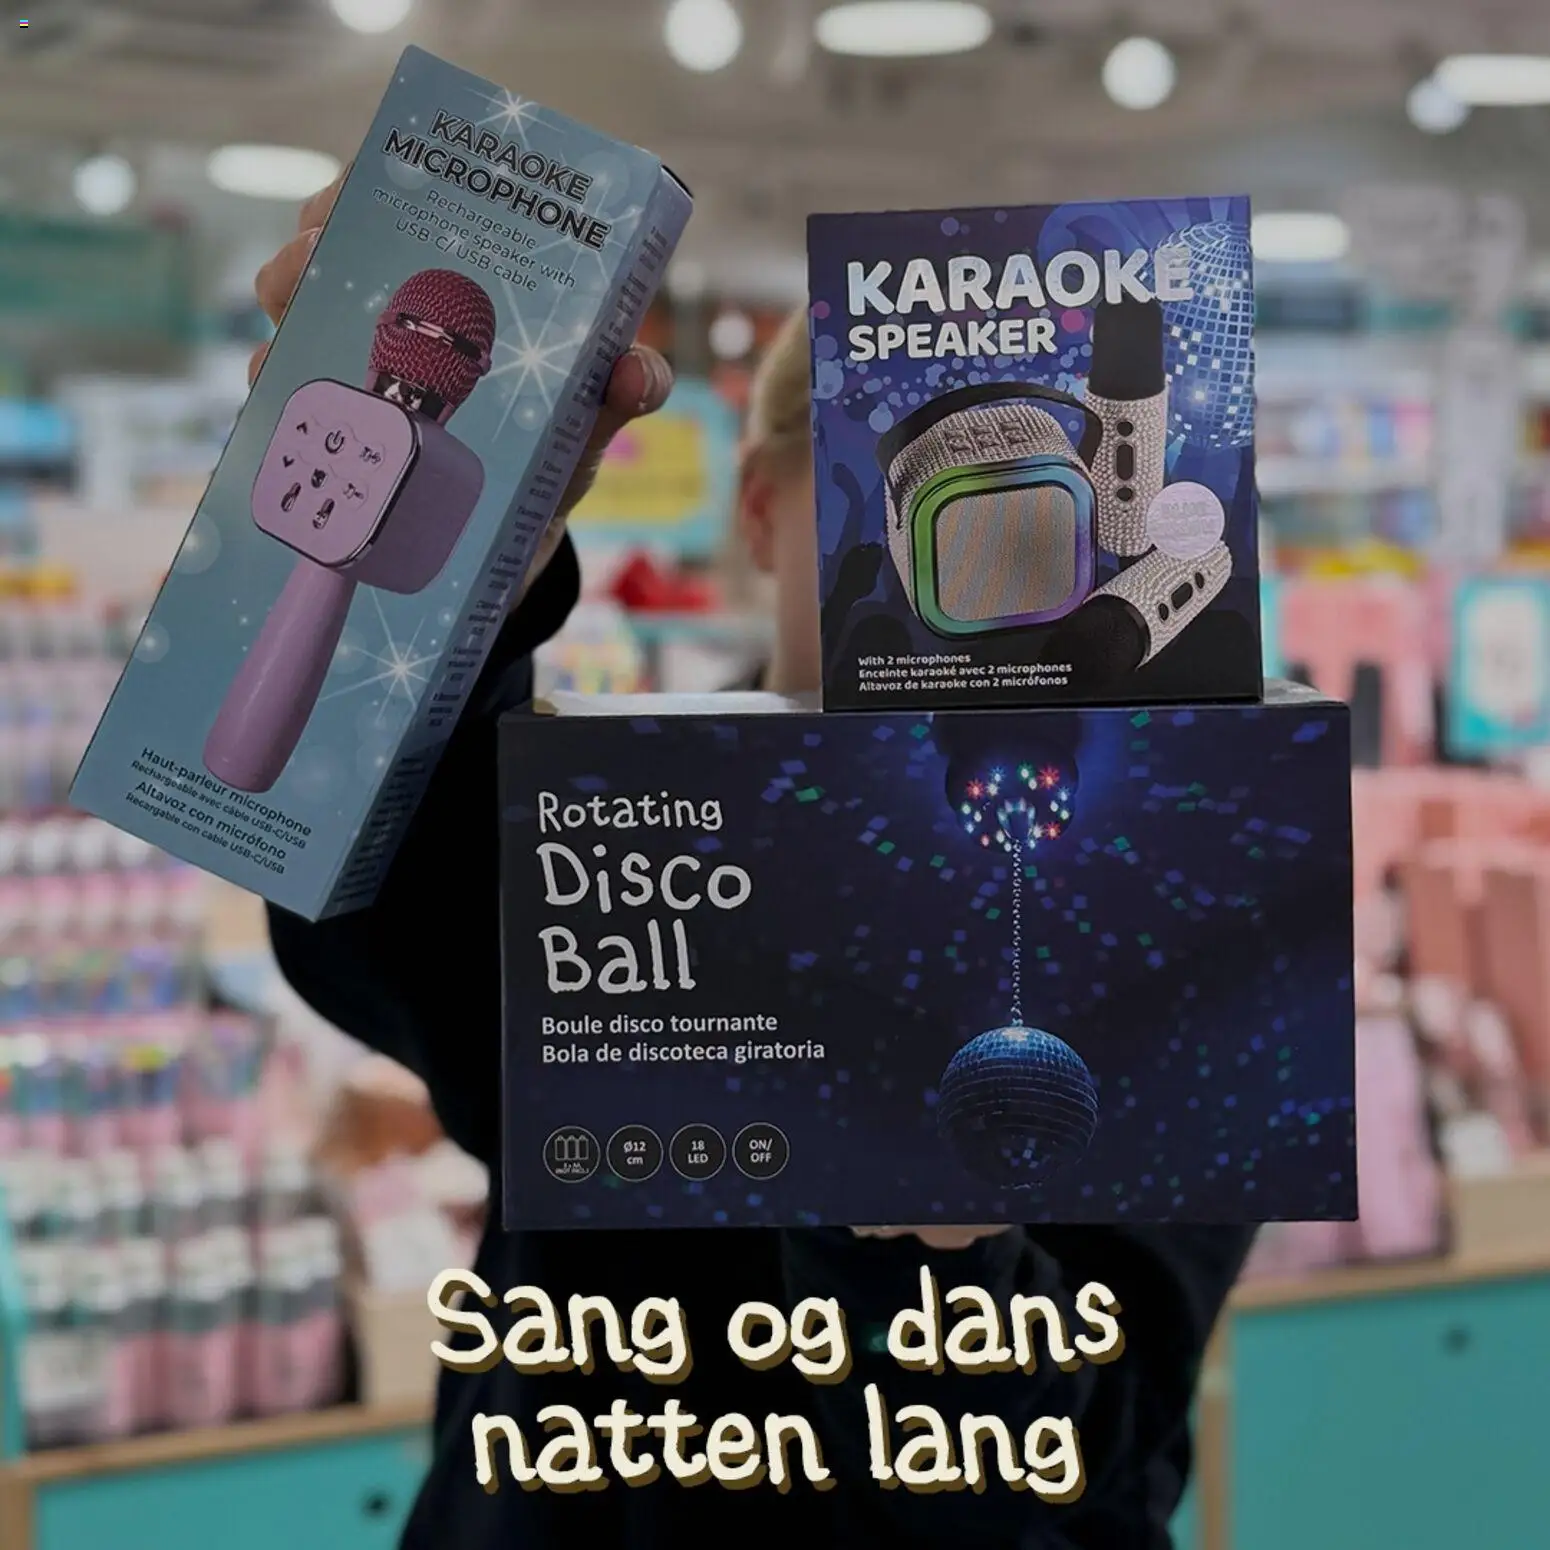 KARAOKE
MICROPHONE
Rechargeable
microphone speaker with
USB-C/USB cable
Haut-parleur microphone
Rechargeable avec câble USB-C/USB
Altavoz con micrófono
Recargable con cable USB-C/USB
KARAOKE
SPEAKER
With 2 microphones
Enceinte karaoké avec 2 microphones
Altavoz de karaoke con 2 micrófonos
Rotating
Disco
Ball
Boule disco tournante
Bola de discoteca giratoria
Ø12
cm
18
LED
ON/
OFF
Sang og dans
natten lang